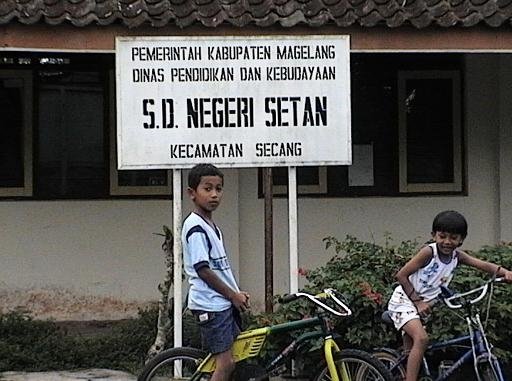 PEMERINTAH KABUPATEN MAGELANG
DINAS PENDIDIKAN DAN KEBUDAYAAN
S.D. NEGERI SETAN
KECAMATAN SECANG